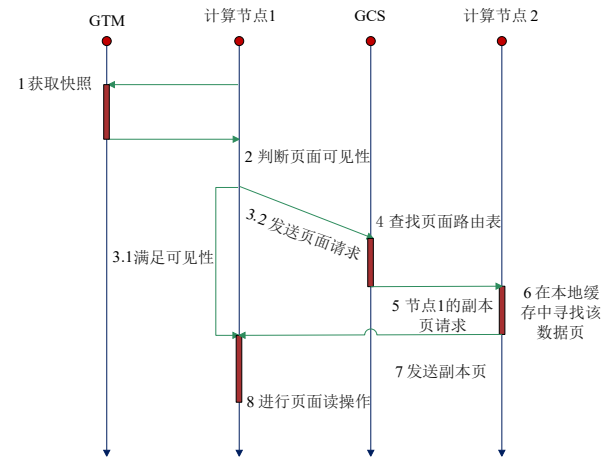 GTM
计算节点1
GCS
计算节点2
1获取快照
2 判断页面可见性
3.2 发送页面请求
4 查找页面路由表
3.1满足可见性
5 节点1的副本
页请求
6在本地缓
存中寻找该
数据页
7发送副本页
8 进行页面读操作